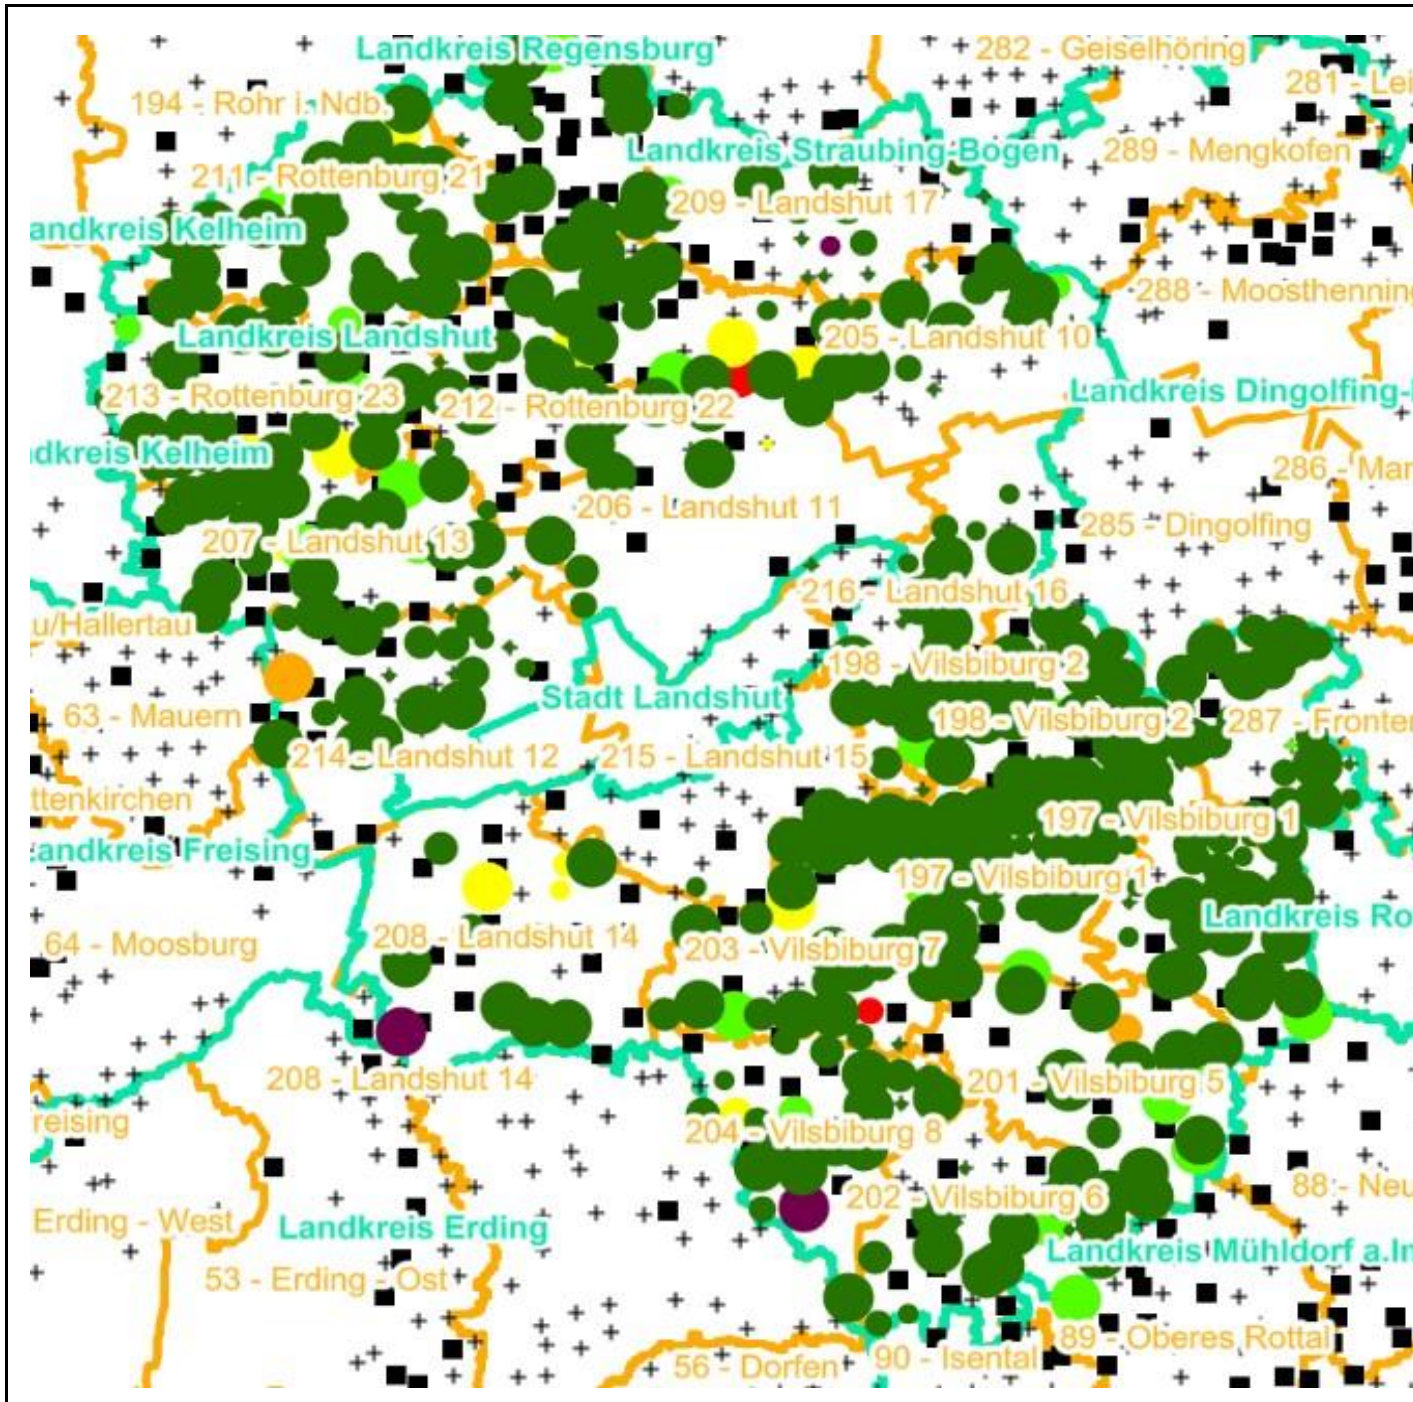 Landkreis Regensburg
282 - Geiselhöring
281 - Lei
194 - Rohr i. Ndb.
Landkreis Straubing-Bogen
289 - Mengkofen
211 - Rottenburg 21
209 - Landshut 17
andkreis Kelheim
288 - Moosthenning
Landkreis Landshut
205 - Landshut 10
213 - Rottenburg 23
212 - Rottenburg 22
Landkreis Dingolfing-
dkreis Kelheim
286 - Mar
206 - Landshut 11
285 - Dingolfing
207 - Landshut 13
216 - Landshut 16
u/Hallertau
198 - Vilsbiburg 2
Stadt Landshut
63 - Mauern
198 - Vilsbiburg 2
287 - Fronten
214 - Landshut 12
215 - Landshut 15
ttenkirchen
197 - Vilsbiburg 1
Landkreis Freising
197 - Vilsbiburg 1
Landkreis Ro
64 - Moosburg
208 - Landshut 14
203 - Vilsbiburg 7
208 - Landshut 14
201 - Vilsbiburg 5
reising
204 - Vilsbiburg 8
88 - Neu
202 - Vilsbiburg 6
Erding - West
Landkreis Erding
Landkreis Mühldorf a.In
53 - Erding - Ost
89 - Oberes Rottal
56 - Dorfen
90 - Isental